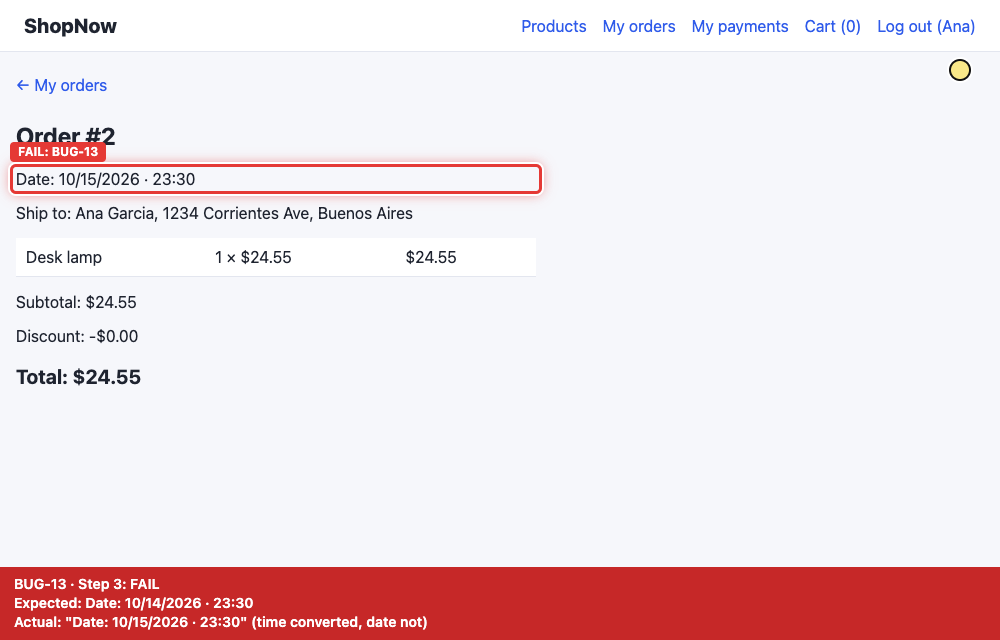 ShopNow
Products My orders My payments Cart (0) Log out (Ana)
← My orders
Order #2
FAIL: BUG-13
Date: 10/15/2026 · 23:30
Ship to: Ana Garcia, 1234 Corrientes Ave, Buenos Aires
Desk lamp 1 × $24.55 $24.55
Subtotal: $24.55
Discount: -$0.00
Total: $24.55
BUG-13 · Step 3: FAIL
Expected: Date: 10/14/2026 · 23:30
Actual: "Date: 10/15/2026 · 23:30" (time converted, date not)